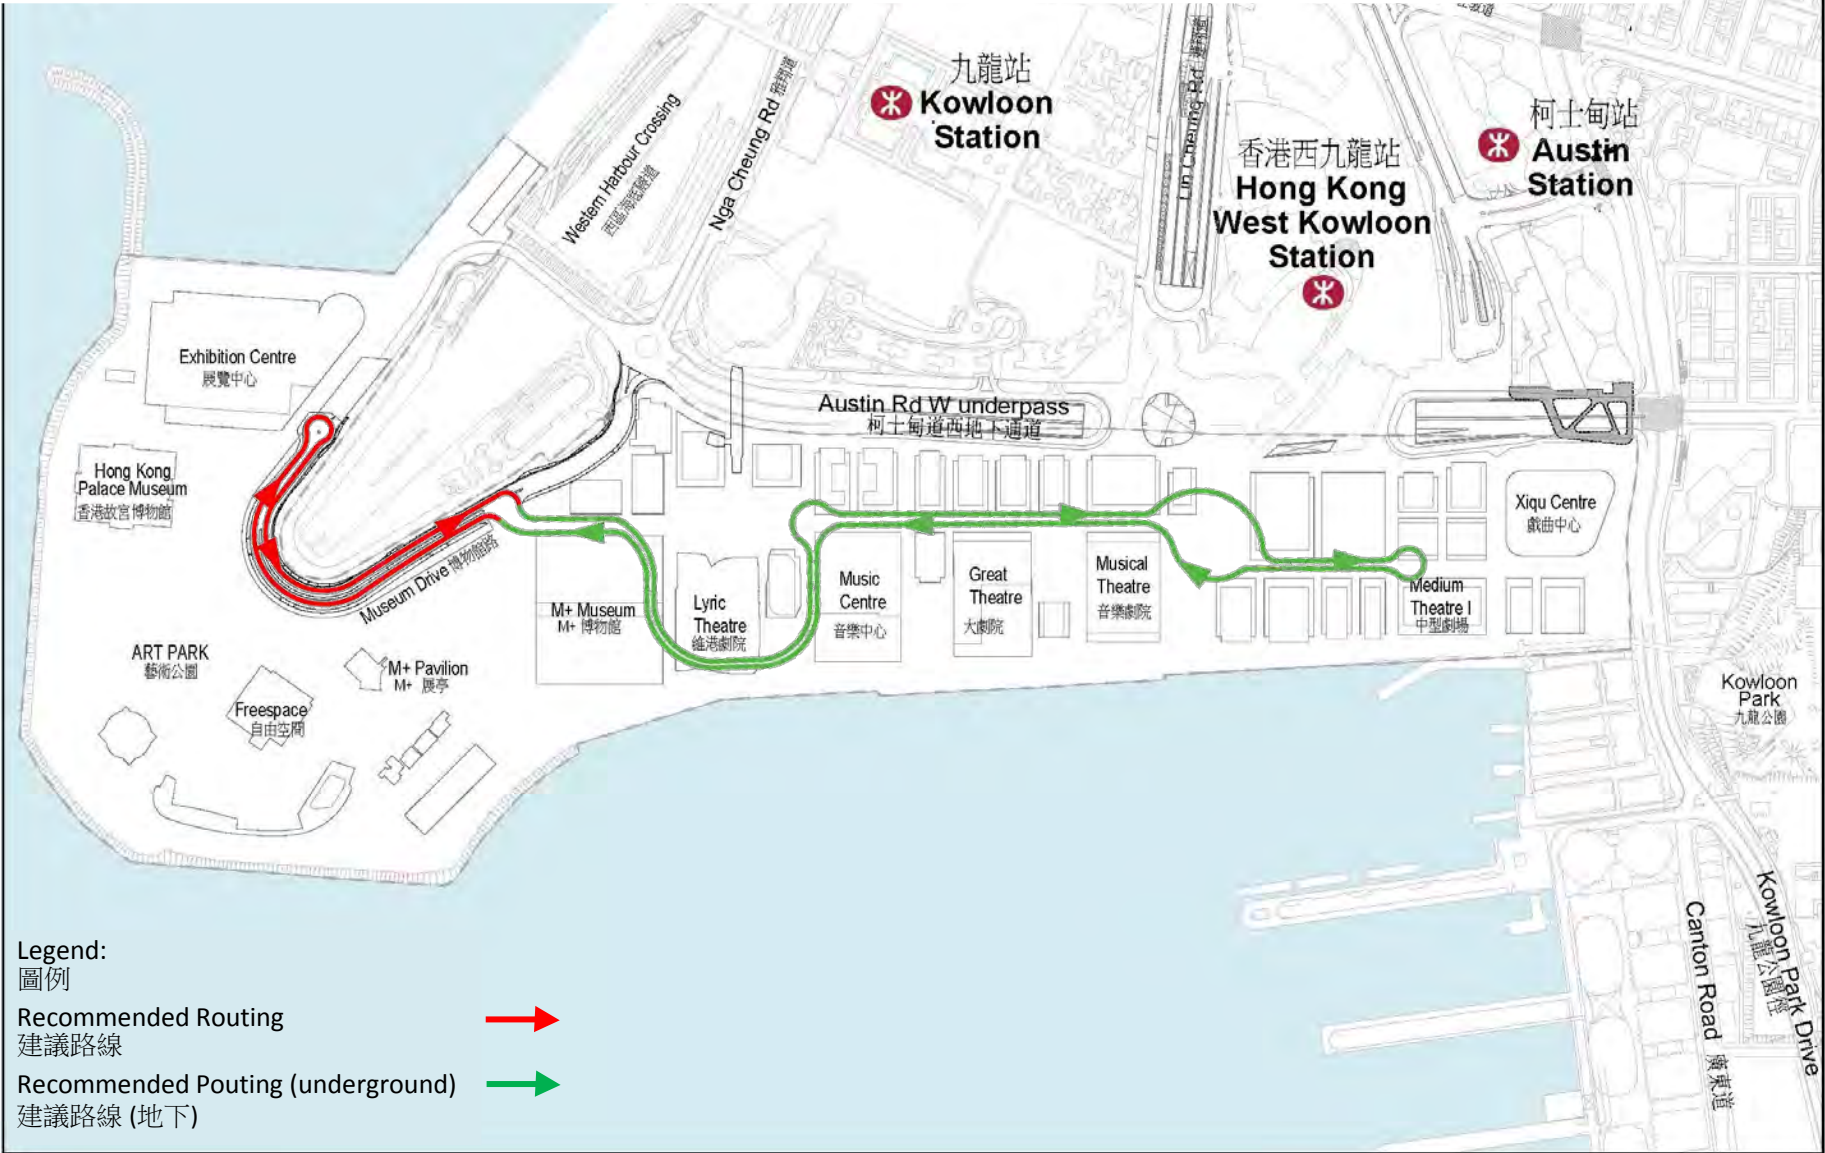 九龍站
Kowloon
Station
柯士甸站
Austin
Station
香港西九龍站
Hong Kong
West Kowloon
Station
Western Harbour Crossing
西區海底隧道
Nga Cheung Rd 雅翔道
Lin Cheung Rd 連翔道
Austin Rd W underpass
柯士甸道西地下通道
Exhibition Centre
展覽中心
Hong Kong
Palace Museum
香港故宮博物館
Museum Drive 博物館路
ART PARK
藝術公園
Freespace
自由空間
M+ Pavilion
M+ 展亭
M+ Museum
M+ 博物館
Lyric
Theatre
維港劇院
Music
Centre
音樂中心
Great
Theatre
大劇院
Musical
Theatre
音樂劇院
Medium
Theatre I
中型劇場
Xiqu Centre
戲曲中心
Kowloon
Park
九龍公園
Canton Road 廣東道
Kowloon Park Drive
九龍公園徑
Legend:
圖例
Recommended Routing
建議路線
Recommended Pouting (underground)
建議路線 (地下)